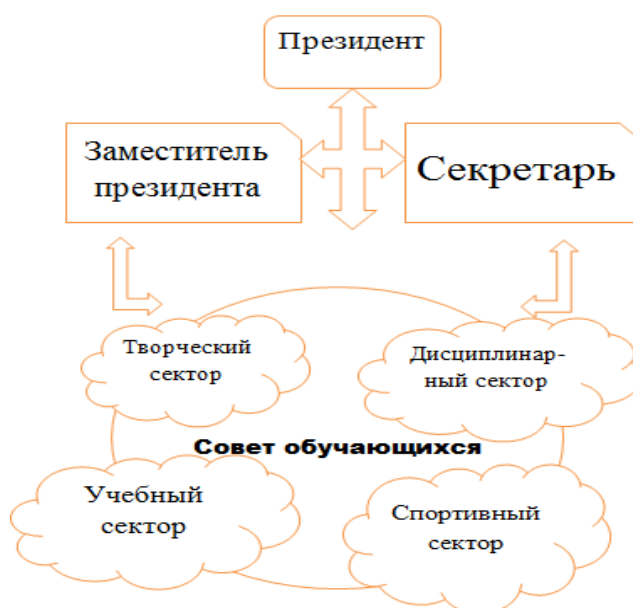 Президент
Заместитель
президента
Секретарь
Творческий
сектор
Дисциплинар-
ный сектор
Совет обучающихся
Учебный
сектор
Спортивный
сектор